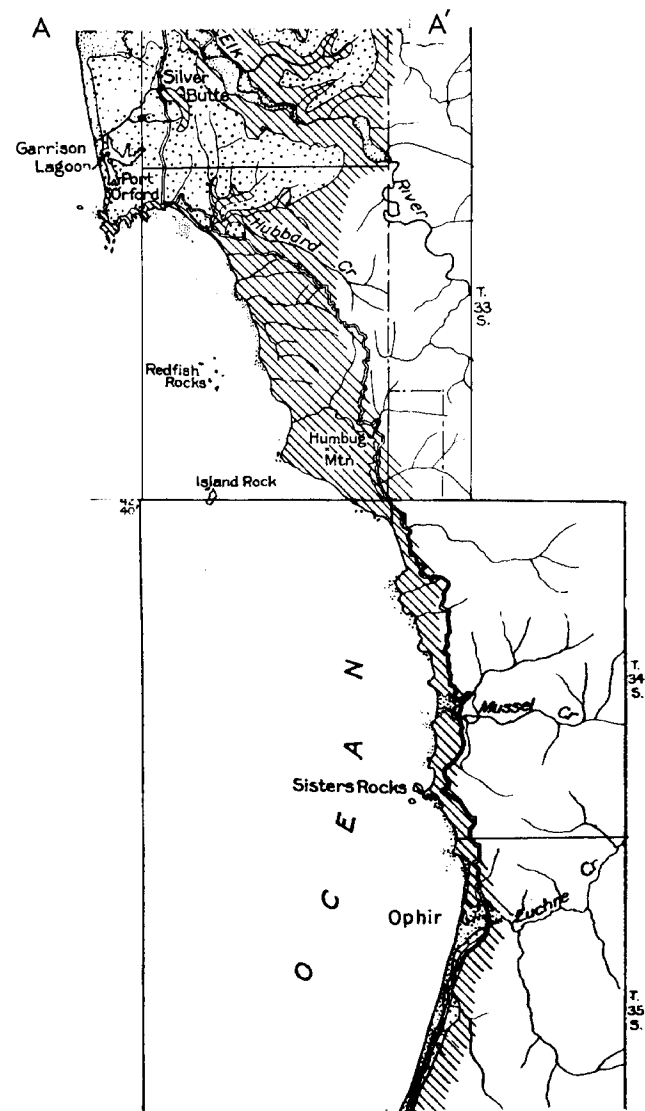 A
A′
Elk
Silver
Butte
Garrison
Lagoon
Port
Orford
River
Hubbard
Cr
T.
33
S.
Redfish
Rocks
Humbug
Mtn
Island Rock
42°
40'
T.
34
S.
Mussel
Cr
Sisters Rocks
OCEAN
Cr
Euchre
Ophir
T.
35
S.